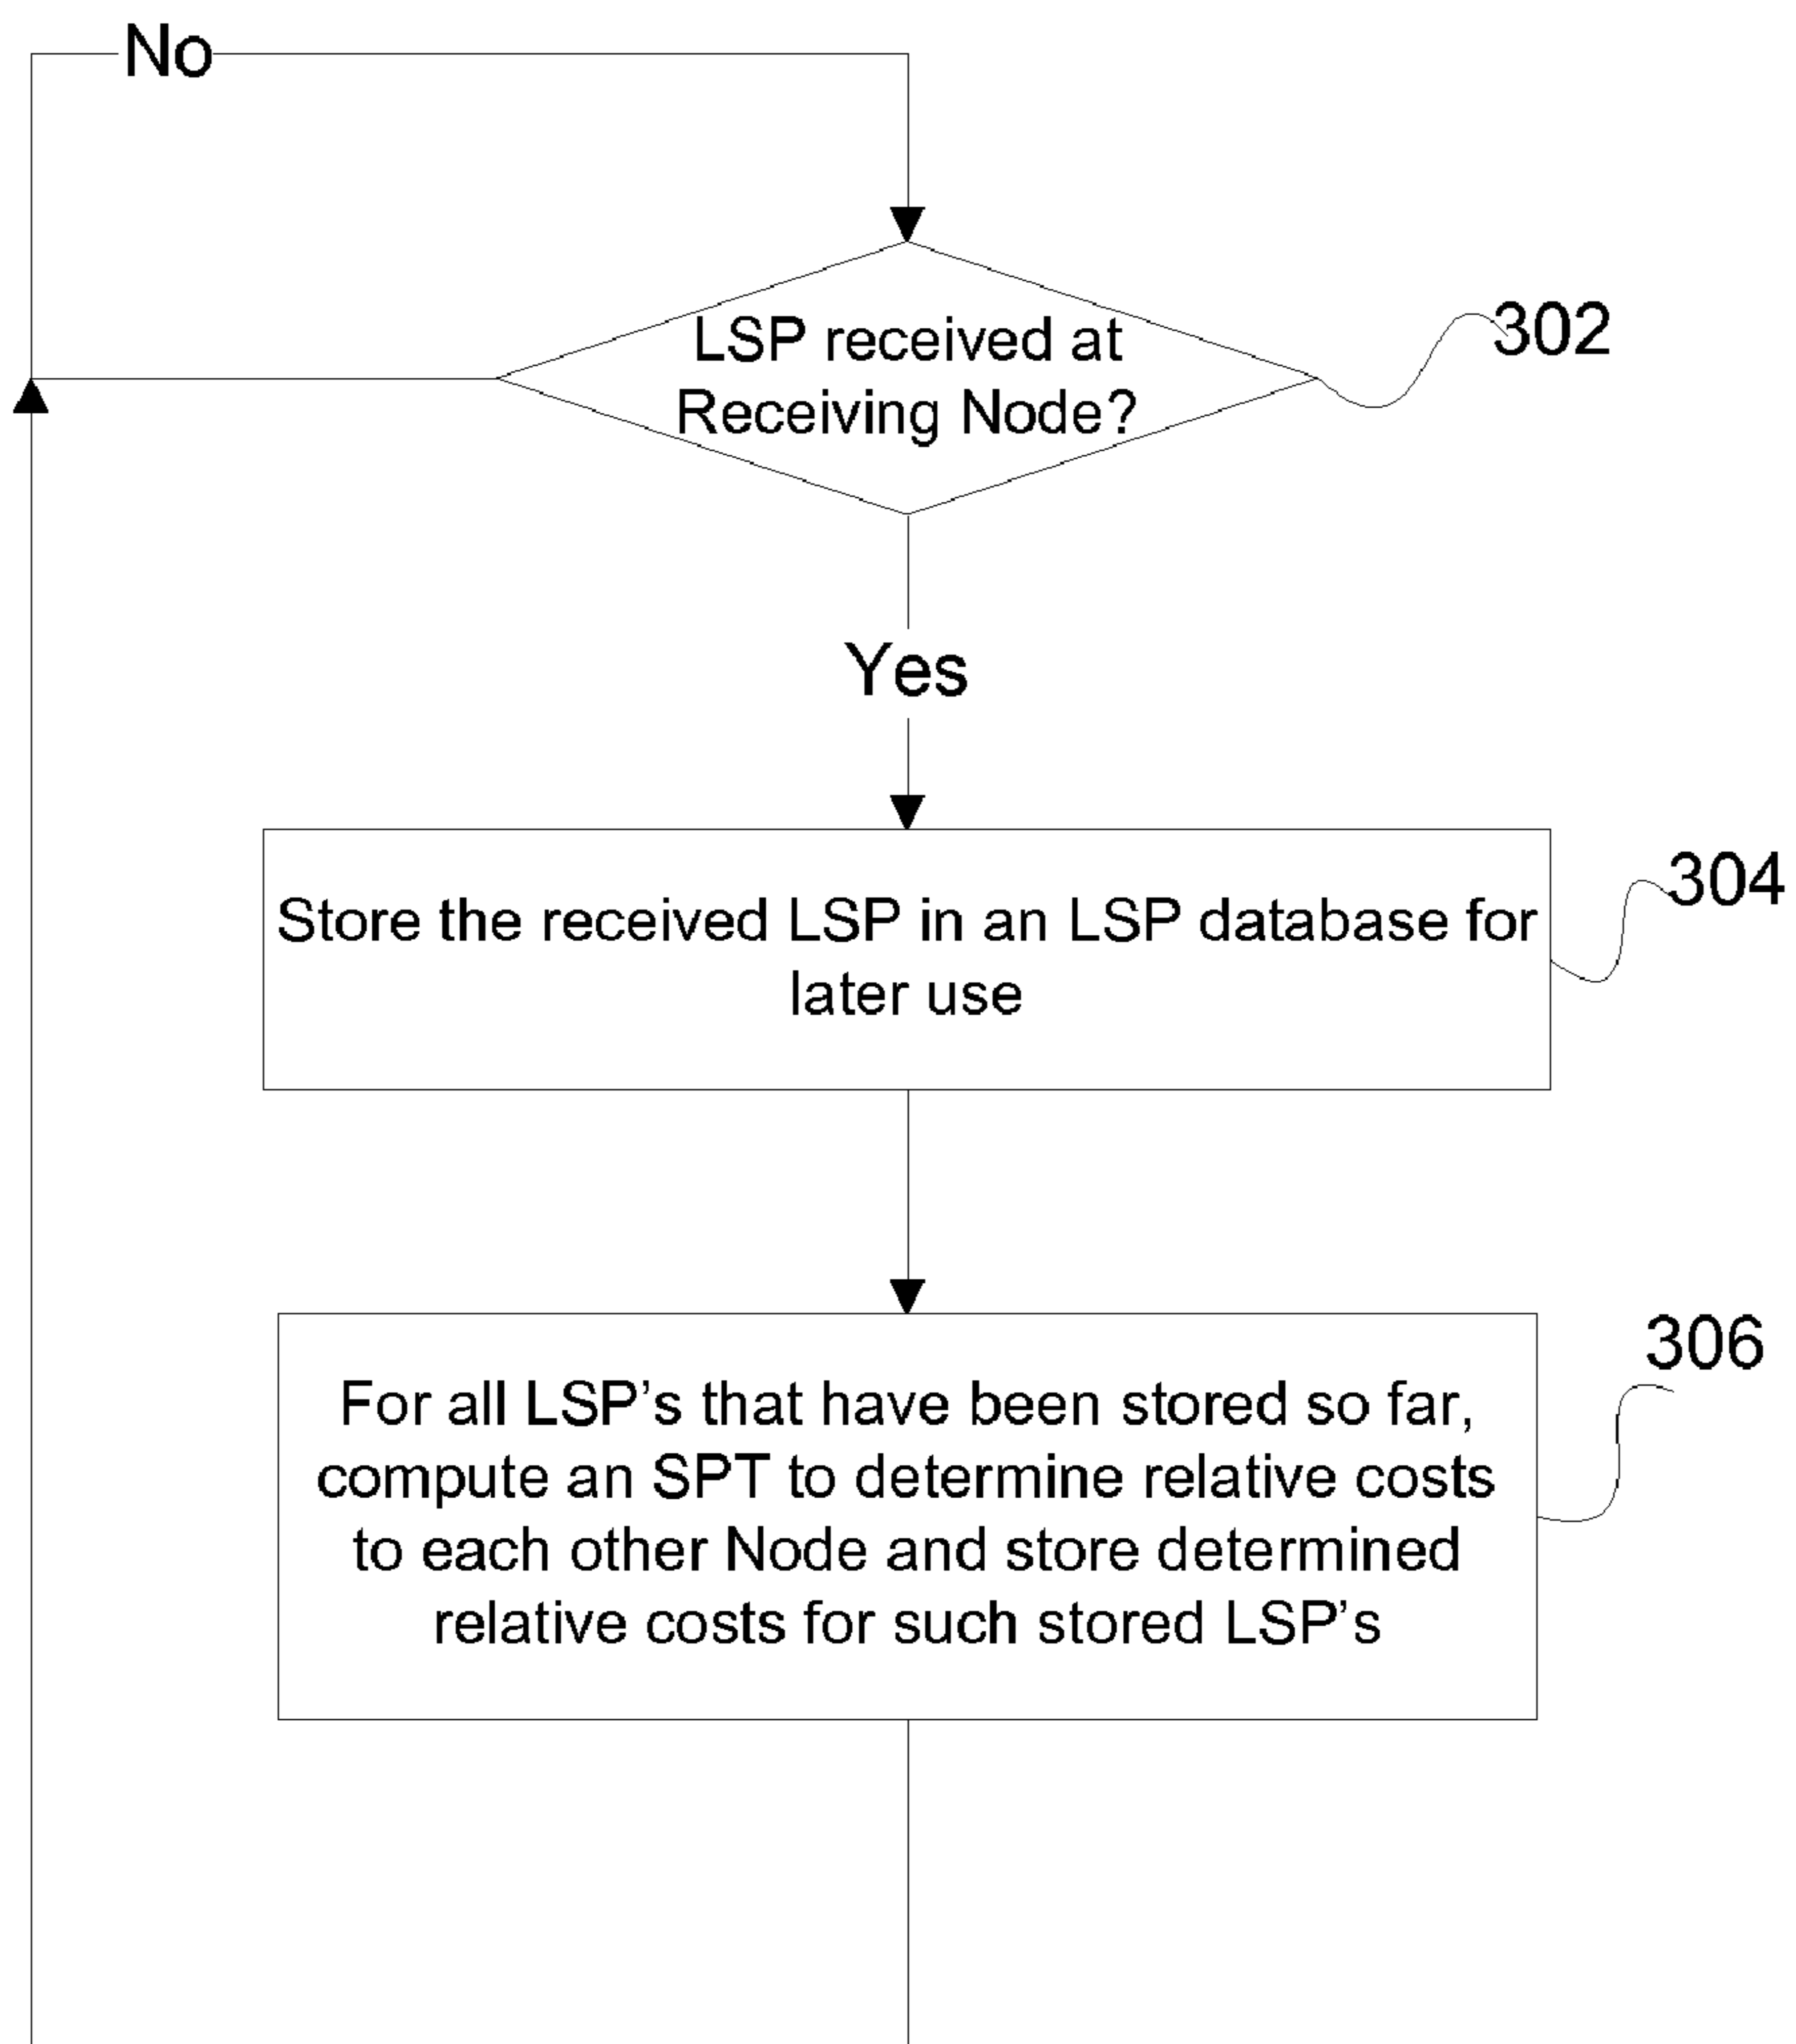 No
LSP received at
Receiving Node?
302
Yes
304
Store the received LSP in an LSP database for
later use
306
For all LSP’s that have been stored so far,
compute an SPT to determine relative costs
to each other Node and store determined
relative costs for such stored LSP’s